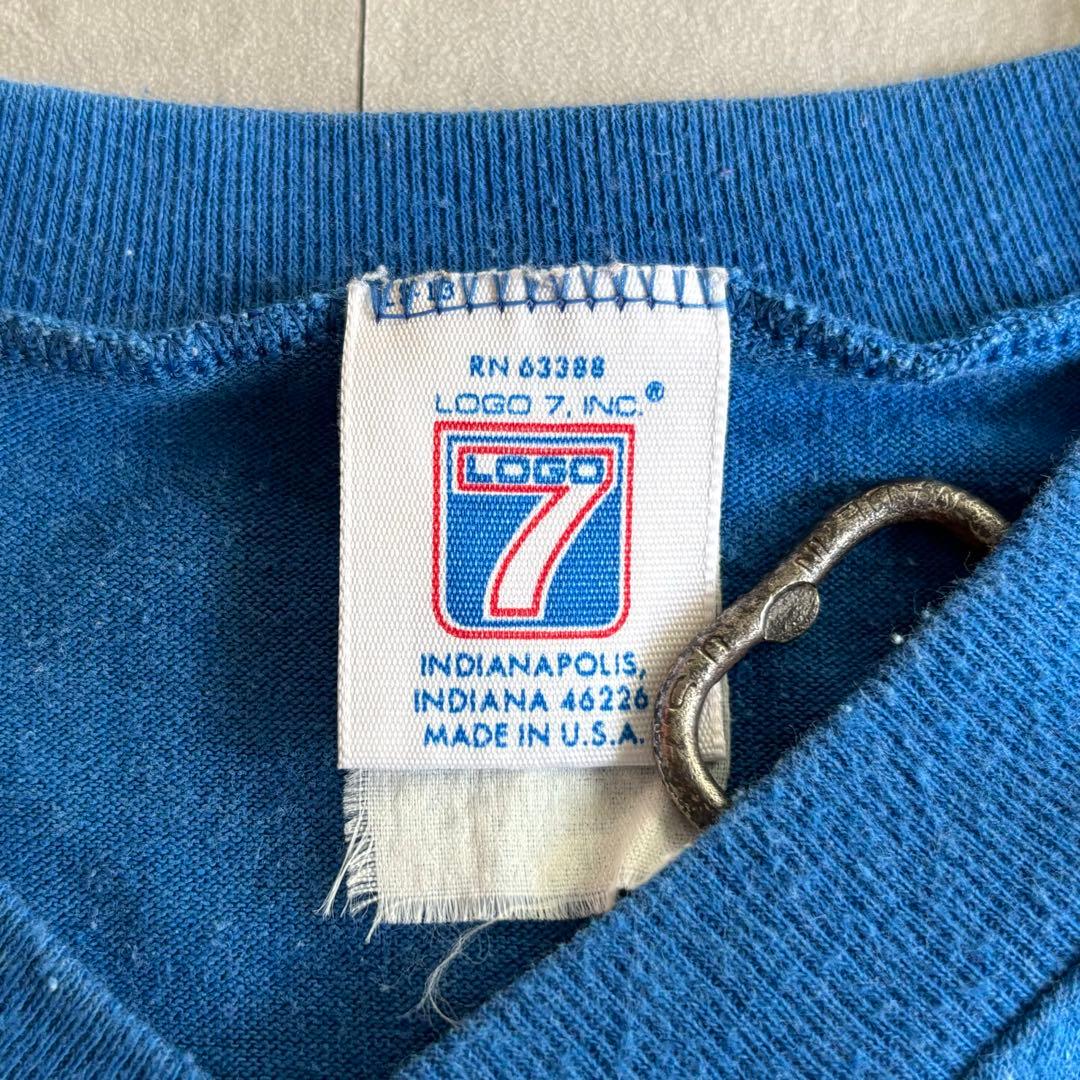 RN 63388
LOGO 7, INC.®
LOGO
7
INDIANAPOLIS,
INDIANA 46226
MADE IN U.S.A.